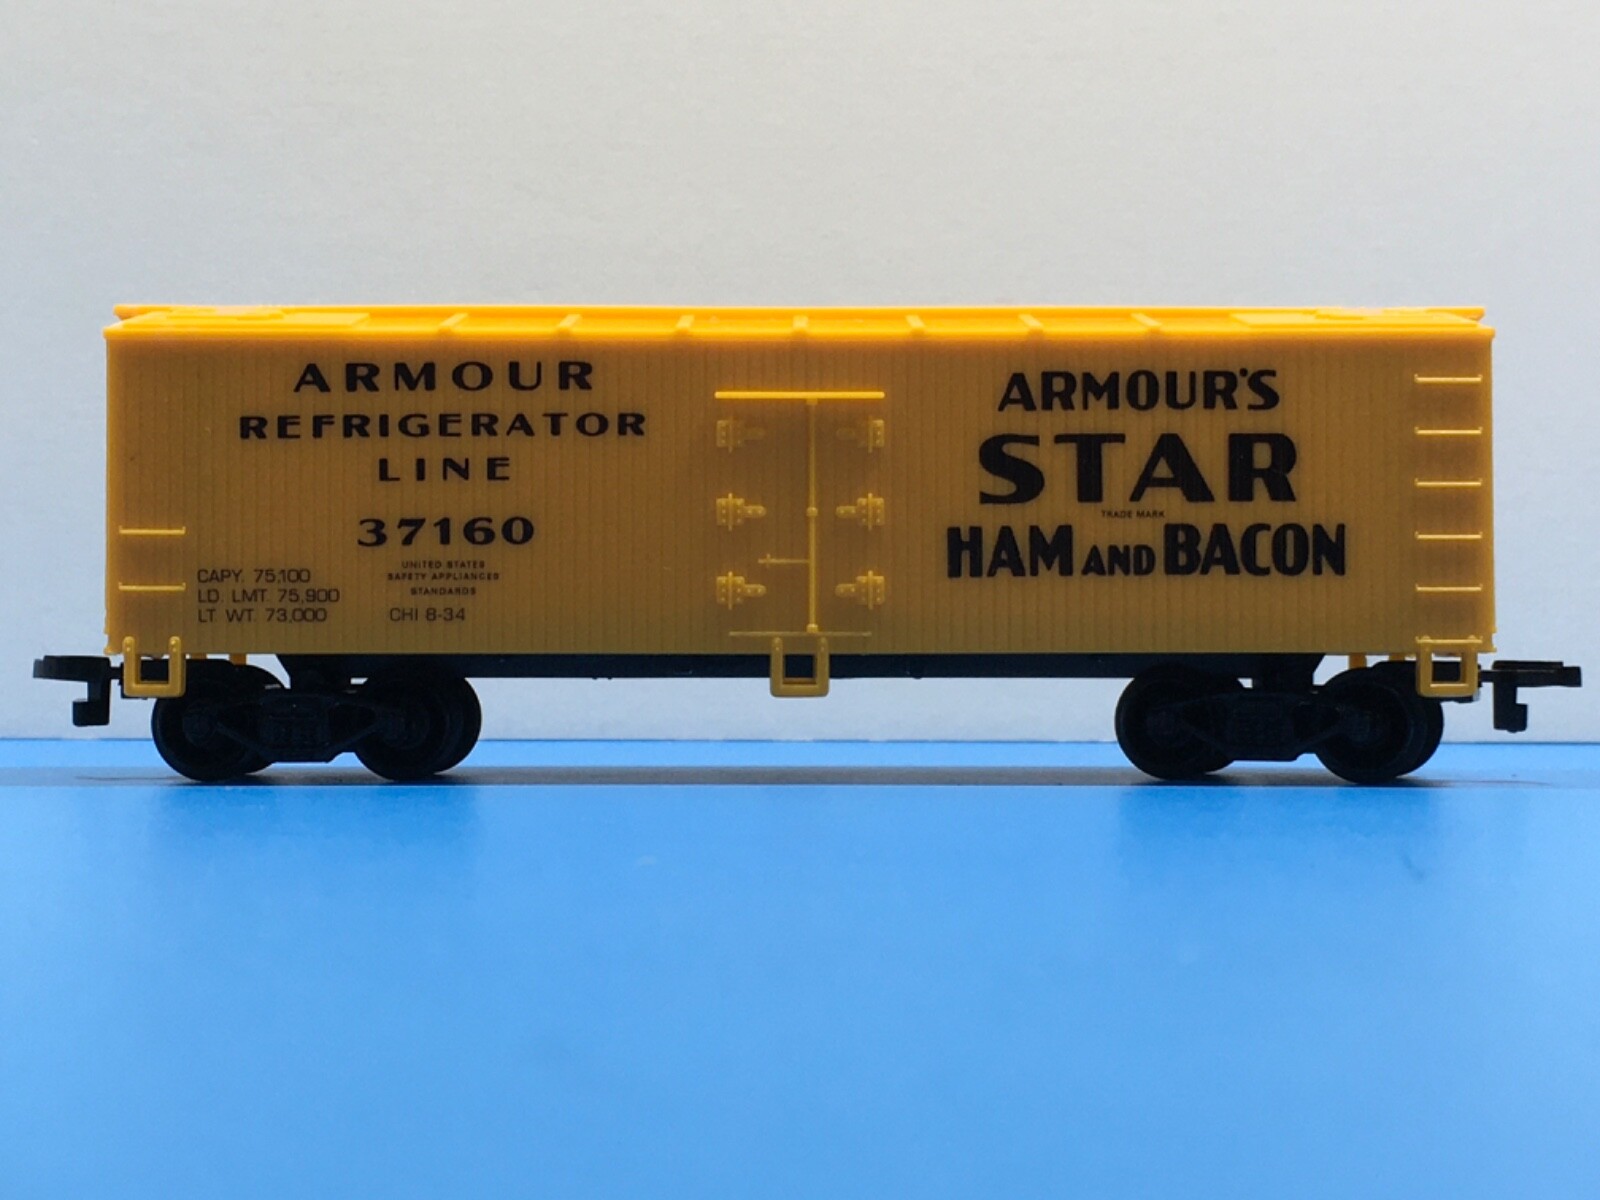 ARMOUR
REFRIGERATOR
LINE
37160
CAPY. 75,100
LD. LMT. 75,900
LT. WT. 73,000
UNITED STATES
SAFETY APPLIANCES
STANDARDS
CHI 8-34
ARMOUR'S
STAR
TRADE MARK
HAM AND BACON